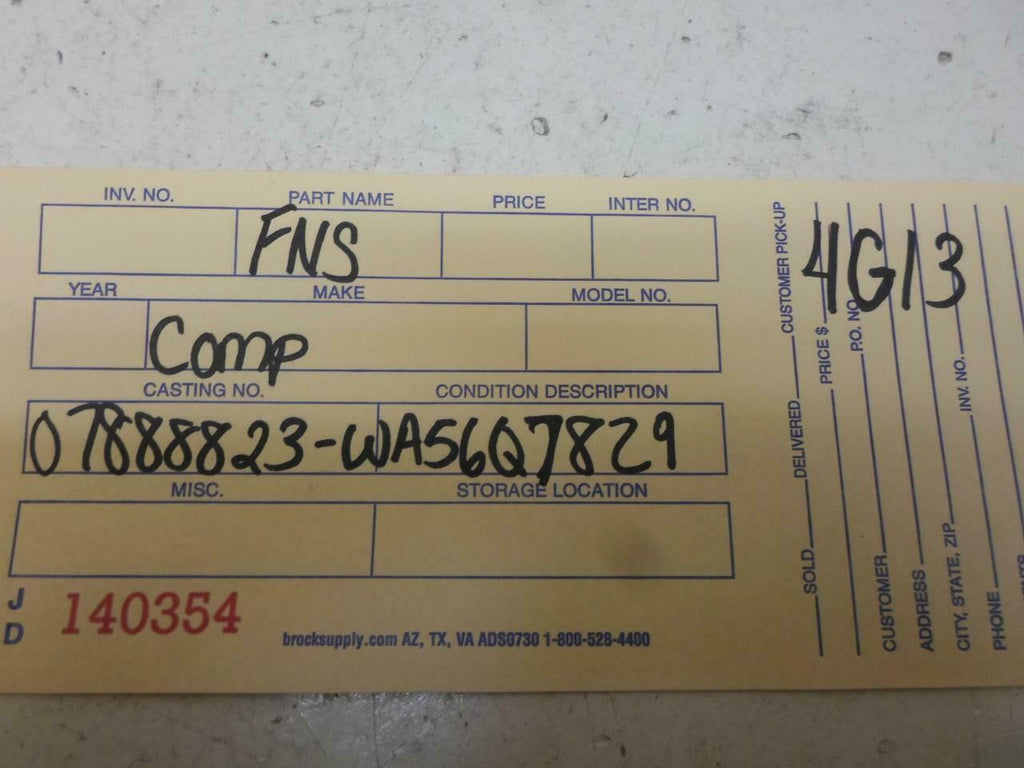 INV. NO. PART NAME PRICE INTER NO.
FNS
YEAR MAKE MODEL NO.
Comp
CASTING NO. CONDITION DESCRIPTION
07888823-WA56Q7829
MISC. STORAGE LOCATION
J D 140354
brocksupply.com AZ, TX, VA ADS0730 1-800-528-4400
4G13
SOLD DELIVERED CUSTOMER PICK-UP
PRICE $
P.O. NO.
CUSTOMER
ADDRESS
CITY, STATE, ZIP
INV. NO.
PHONE